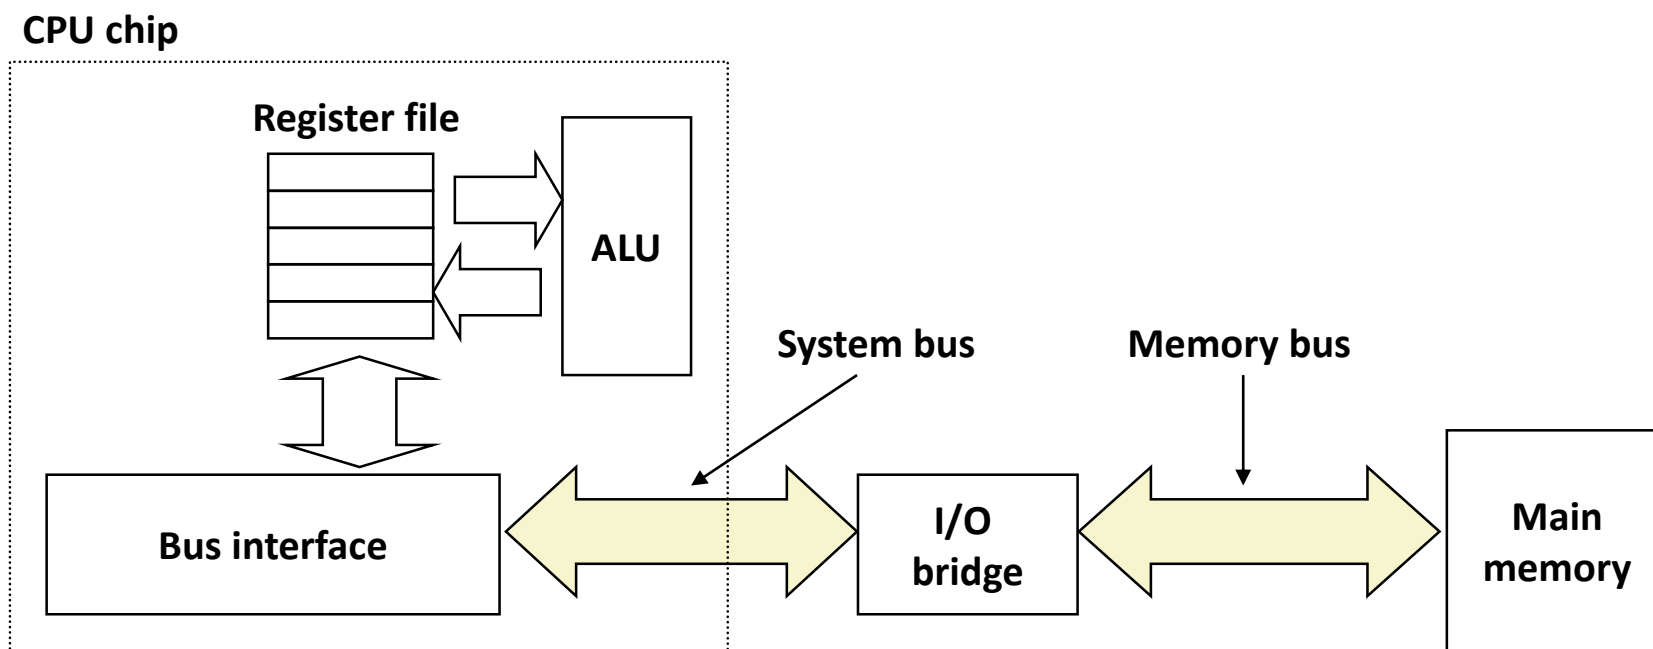 CPU chip
Register file
ALU
System bus
Memory bus
Bus interface
I/O
bridge
Main
memory